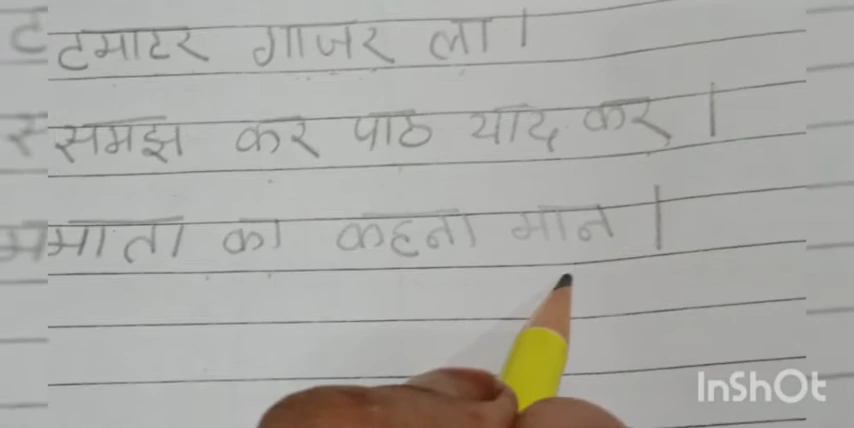 टमाटर गाजर ला।
समझ कर पाठ याद कर।
माता का कहना मान।
InShOt